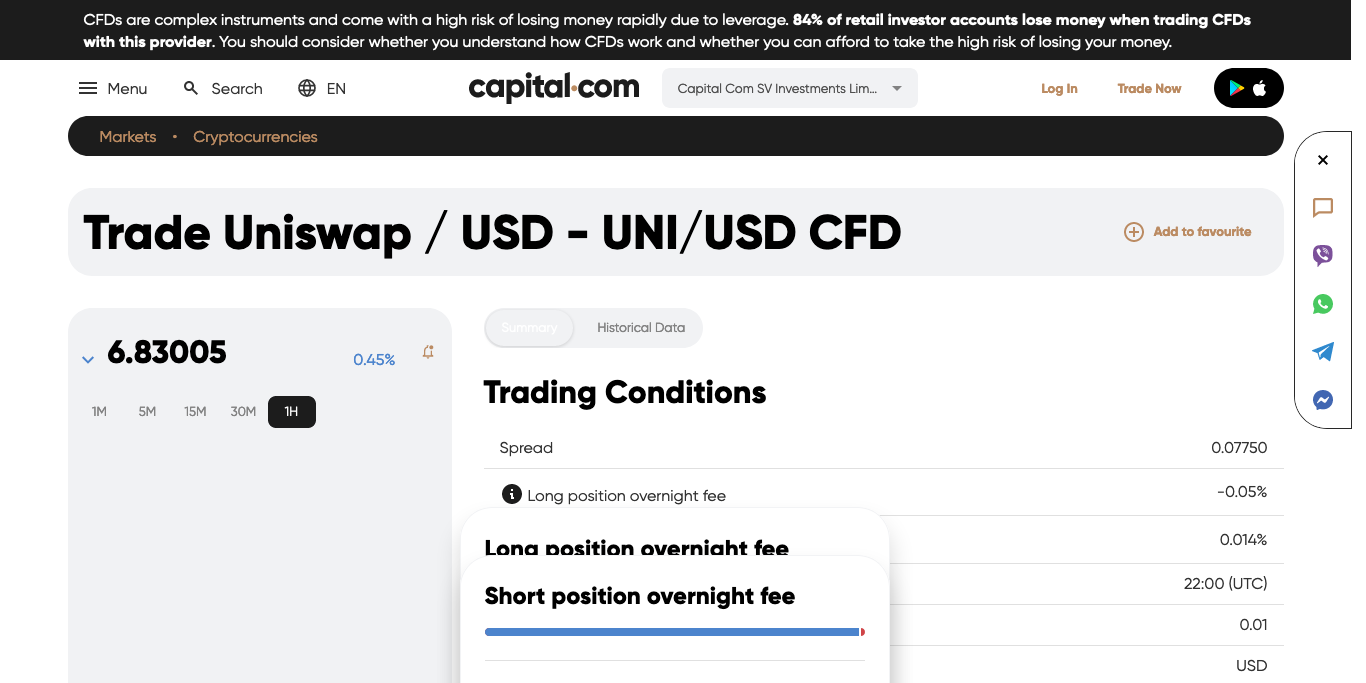 CFDs are complex instruments and come with a high risk of losing money rapidly due to leverage. 84% of retail investor accounts lose money when trading CFDs
with this provider. You should consider whether you understand how CFDs work and whether you can afford to take the high risk of losing your money.
Menu Search EN capital.com Capital Com SV Investments Lim... Log In Trade Now
Markets • Cryptocurrencies
Trade Uniswap / USD - UNI/USD CFD Add to favourite
6.83005 0.45%
1M 5M 15M 30M 1H
Summary Historical Data
Trading Conditions
Spread 0.07750
Long position overnight fee -0.05%
0.014%
22:00 (UTC)
0.01
USD
Long position overnight fee
Short position overnight fee